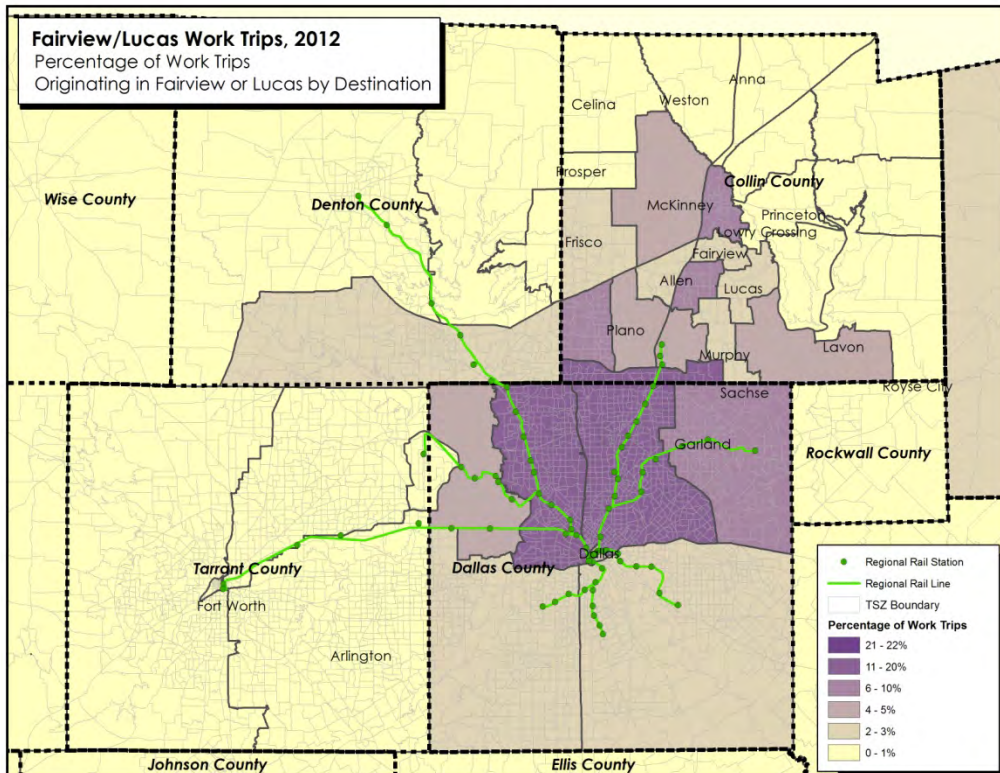 Fairview/Lucas Work Trips, 2012
Percentage of Work Trips
Originating in Fairview or Lucas by Destination
Anna
Weston
Celina
Prosper
Collin County
Wise County
Denton County
McKinney
Princeton
Lowry Crossing
Frisco
Fairview
Allen
Lucas
Plano
Murphy
Lavon
Royse City
Sachse
Garland
Rockwall County
Dallas
Tarrant County
Dallas County
Fort Worth
Arlington
Johnson County
Ellis County
Regional Rail Station
Regional Rail Line
TSZ Boundary
Percentage of Work Trips
21 - 22%
11 - 20%
6 - 10%
4 - 5%
2 - 3%
0 - 1%